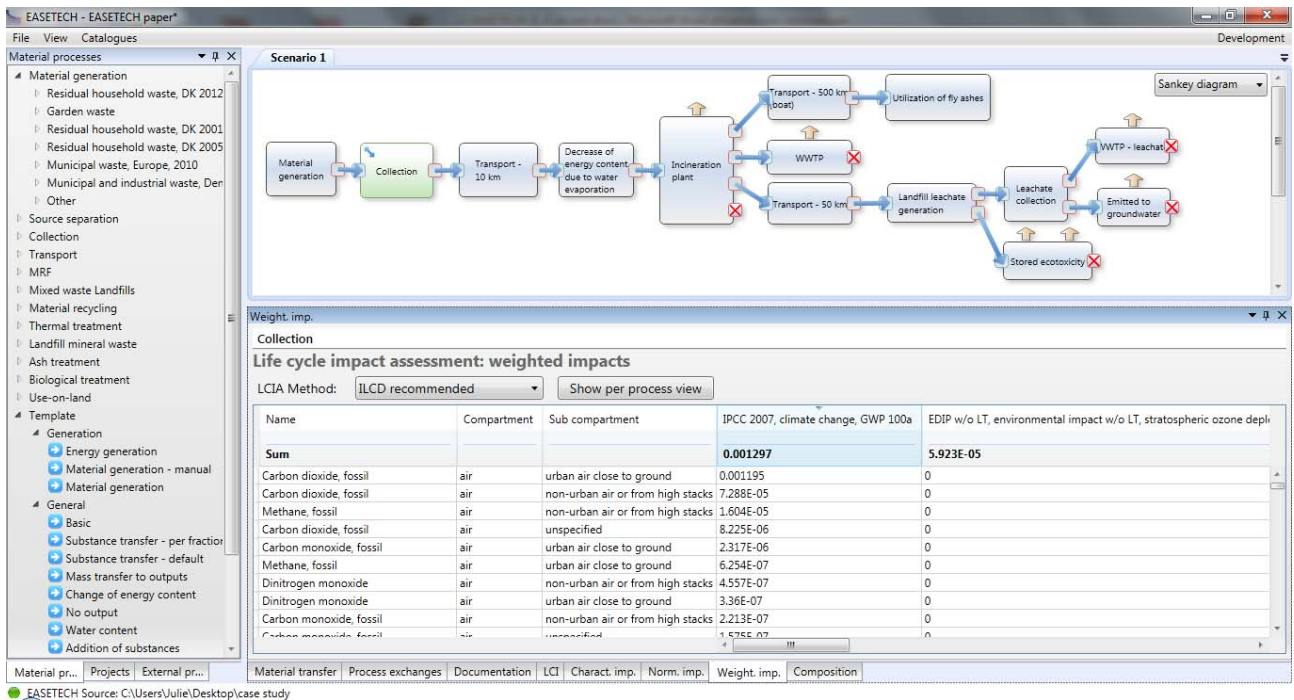 EASETECH - EASETECH paper*
File View Catalogues
Development
Material processes
Material generation
Residual household waste, DK 2012
Garden waste
Residual household waste, DK 2001
Residual household waste, DK 2005
Municipal waste, Europe, 2010
Municipal and industrial waste, Der
Other
Source separation
Collection
Transport
MRF
Mixed waste Landfills
Material recycling
Thermal treatment
Landfill mineral waste
Ash treatment
Biological treatment
Use-on-land
Template
Generation
Energy generation
Material generation - manual
Material generation
General
Basic
Substance transfer - per fraction
Substance transfer - default
Mass transfer to outputs
Change of energy content
No output
Water content
Addition of substances
Material pr... Projects External pr...
Scenario 1
Sankey diagram
Material
generation
Collection
Transport -
10 km
Decrease of
energy content
due to water
evaporation
Incineration
plant
Transport - 500 km
(boat)
Utilization of fly ashes
WWTP
Transport - 50 km
Landfill leachate
generation
Leachate
collection
WWTP - leachat
Emitted to
groundwater
Stored ecotoxicity
Weight. imp.
Collection
Life cycle impact assessment: weighted impacts
LCIA Method: ILCD recommended Show per process view
Name Compartment Sub compartment IPCC 2007, climate change, GWP 100a EDIP w/o LT, environmental impact w/o LT, stratospheric ozone deple
Sum 0.001297 5.923E-05
Carbon dioxide, fossil air urban air close to ground 0.001195 0
Carbon dioxide, fossil air non-urban air or from high stacks 7.288E-05 0
Methane, fossil air non-urban air or from high stacks 1.604E-05 0
Carbon dioxide, fossil air unspecified 8.225E-06 0
Carbon monoxide, fossil air urban air close to ground 2.317E-06 0
Methane, fossil air urban air close to ground 6.254E-07 0
Dinitrogen monoxide air non-urban air or from high stacks 4.557E-07 0
Dinitrogen monoxide air urban air close to ground 3.36E-07 0
Carbon monoxide, fossil air non-urban air or from high stacks 2.213E-07 0
Carbon monoxide, fossil air unspecified 1.575E-07 0
Material transfer Process exchanges Documentation LCI Charact. imp. Norm. imp. Weight. imp. Composition
EASETECH Source: C:\Users\Julie\Desktop\case study